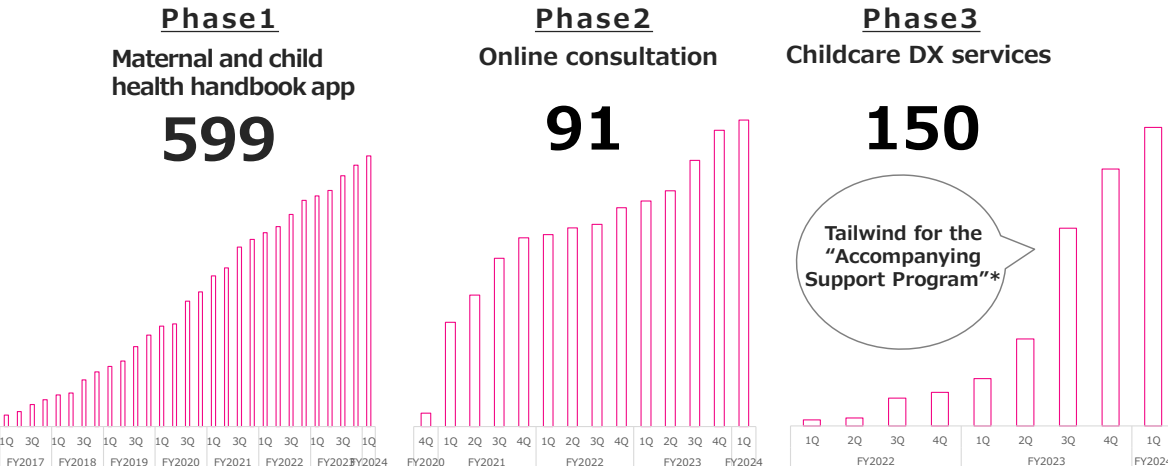 Phase1
Maternal and child
health handbook app
599
1Q 3Q 1Q 3Q 1Q 3Q 1Q 3Q 1Q 3Q 1Q 3Q 1Q 3Q 1Q
FY2017 FY2018 FY2019 FY2020 FY2021 FY2022 FY2023 FY2024
Phase2
Online consultation
91
4Q 1Q 2Q 3Q 4Q 1Q 2Q 3Q 4Q 1Q 2Q 3Q 4Q 1Q
FY2020 FY2021 FY2022 FY2023 FY2024
Phase3
Childcare DX services
150
Tailwind for the
“Accompanying
Support Program”*
1Q 2Q 3Q 4Q 1Q 2Q 3Q 4Q 1Q
FY2022 FY2023 FY2024